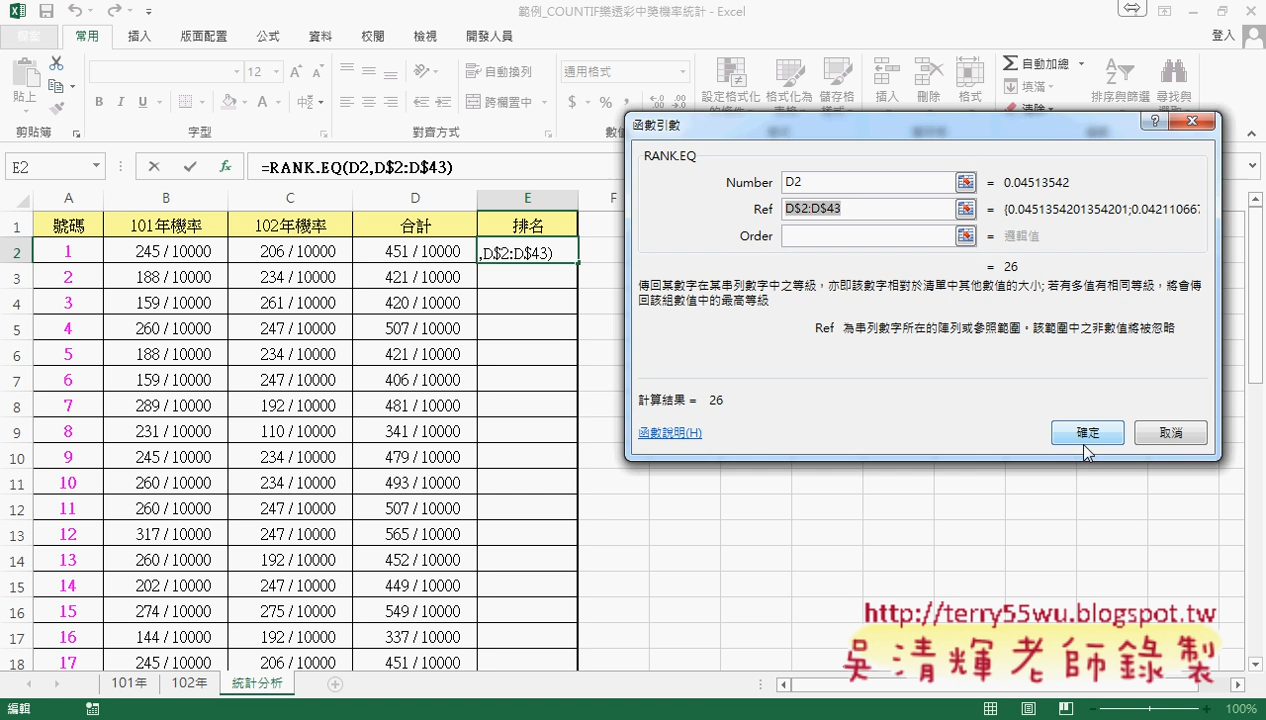 範例_COUNTIF樂透彩中獎機率統計 - Excel
檔案 常用 插入 版面配置 公式 資料 校閱 檢視 開發人員 登入
貼上 12 自動換列 跨欄置中 通用格式 設定格式化 格式化為 儲存格 插入 刪除 格式 自動加總 填滿 清除 排序與篩選 尋找與
剪貼簿 字型 對齊方式
E2 =RANK.EQ(D2,D$2:D$43)
A B C D E F
1 號碼 101年機率 102年機率 合計 排名
2 1 245 / 10000 206 / 10000 451 / 10000 ,D$2:D$43)
3 2 188 / 10000 234 / 10000 421 / 10000
4 3 159 / 10000 261 / 10000 420 / 10000
5 4 260 / 10000 247 / 10000 507 / 10000
6 5 188 / 10000 234 / 10000 421 / 10000
7 6 159 / 10000 247 / 10000 406 / 10000
8 7 289 / 10000 192 / 10000 481 / 10000
9 8 231 / 10000 110 / 10000 341 / 10000
10 9 245 / 10000 234 / 10000 479 / 10000
11 10 260 / 10000 234 / 10000 493 / 10000
12 11 260 / 10000 247 / 10000 507 / 10000
13 12 317 / 10000 247 / 10000 565 / 10000
14 13 260 / 10000 192 / 10000 452 / 10000
15 14 202 / 10000 247 / 10000 449 / 10000
16 15 274 / 10000 275 / 10000 549 / 10000
17 16 144 / 10000 192 / 10000 337 / 10000
18 17 245 / 10000 206 / 10000 451 / 10000
函數引數
RANK.EQ
Number D2 = 0.04513542
Ref D$2:D$43 = {0.0451354201354201;0.042110667
Order = 邏輯值
= 26
傳回某數字在某串列數字中之等級，亦即該數字相對於清單中其他數值的大小; 若有多值有相同等級，將會傳
回該組數值中的最高等級
Ref 為串列數字所在的陣列或參照範圍。該範圍中之非數值將被忽略
計算結果 = 26
函數說明(H) 確定 取消
http://terry55wu.blogspot.tw
吳清輝老師錄製
101年 102年 統計分析
編輯 100%